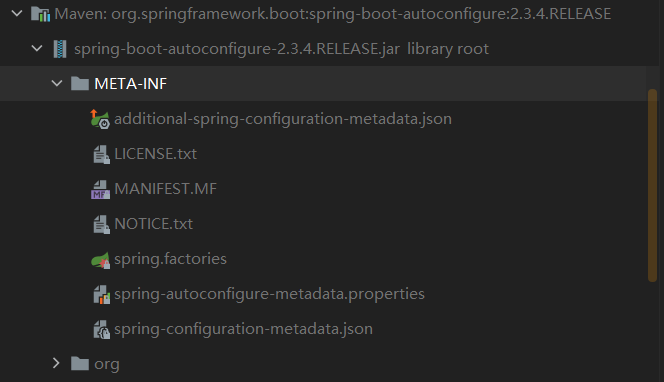 Maven: org.springframework.boot:spring-boot-autoconfigure:2.3.4.RELEASE
spring-boot-autoconfigure-2.3.4.RELEASE.jar library root
META-INF
additional-spring-configuration-metadata.json
LICENSE.txt
MF MANIFEST.MF
NOTICE.txt
spring.factories
spring-autoconfigure-metadata.properties
spring-configuration-metadata.json
org